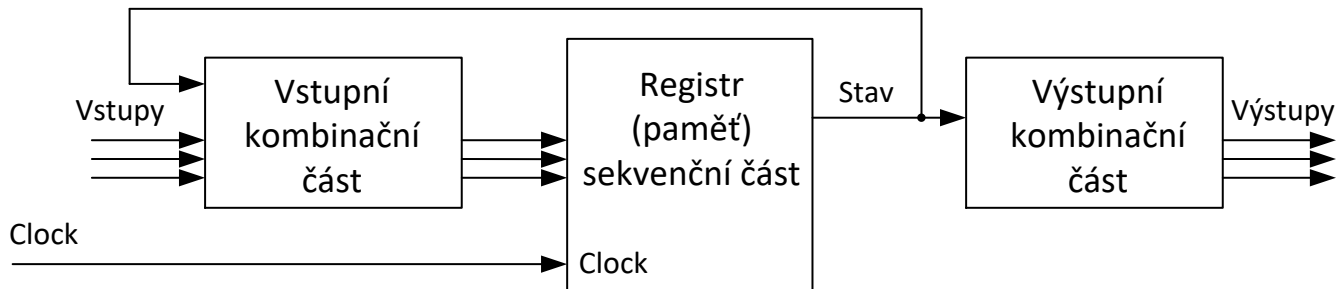 Vstupy
Vstupní
kombinační
část
Registr
(paměť)
sekvenční část
Stav
Výstupní
kombinační
část
Výstupy
Clock
Clock